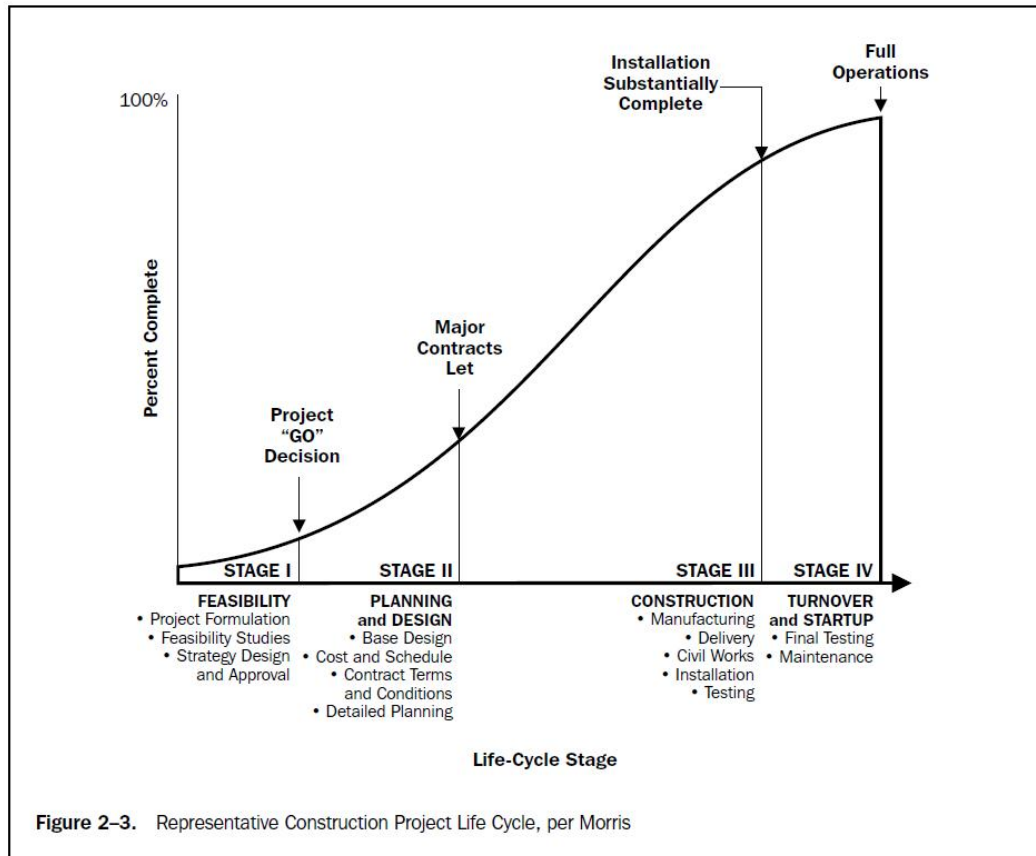 Full
Operations
Installation
Substantially
Complete
100%
Percent Complete
Major
Contracts
Let
Project
“GO”
Decision
STAGE I
STAGE II
STAGE III
STAGE IV
FEASIBILITY
• Project Formulation
• Feasibility Studies
• Strategy Design
and Approval
PLANNING
and DESIGN
• Base Design
• Cost and Schedule
• Contract Terms
and Conditions
• Detailed Planning
CONSTRUCTION
• Manufacturing
• Delivery
• Civil Works
• Installation
• Testing
TURNOVER
and STARTUP
• Final Testing
• Maintenance
Life-Cycle Stage
Figure 2–3. Representative Construction Project Life Cycle, per Morris